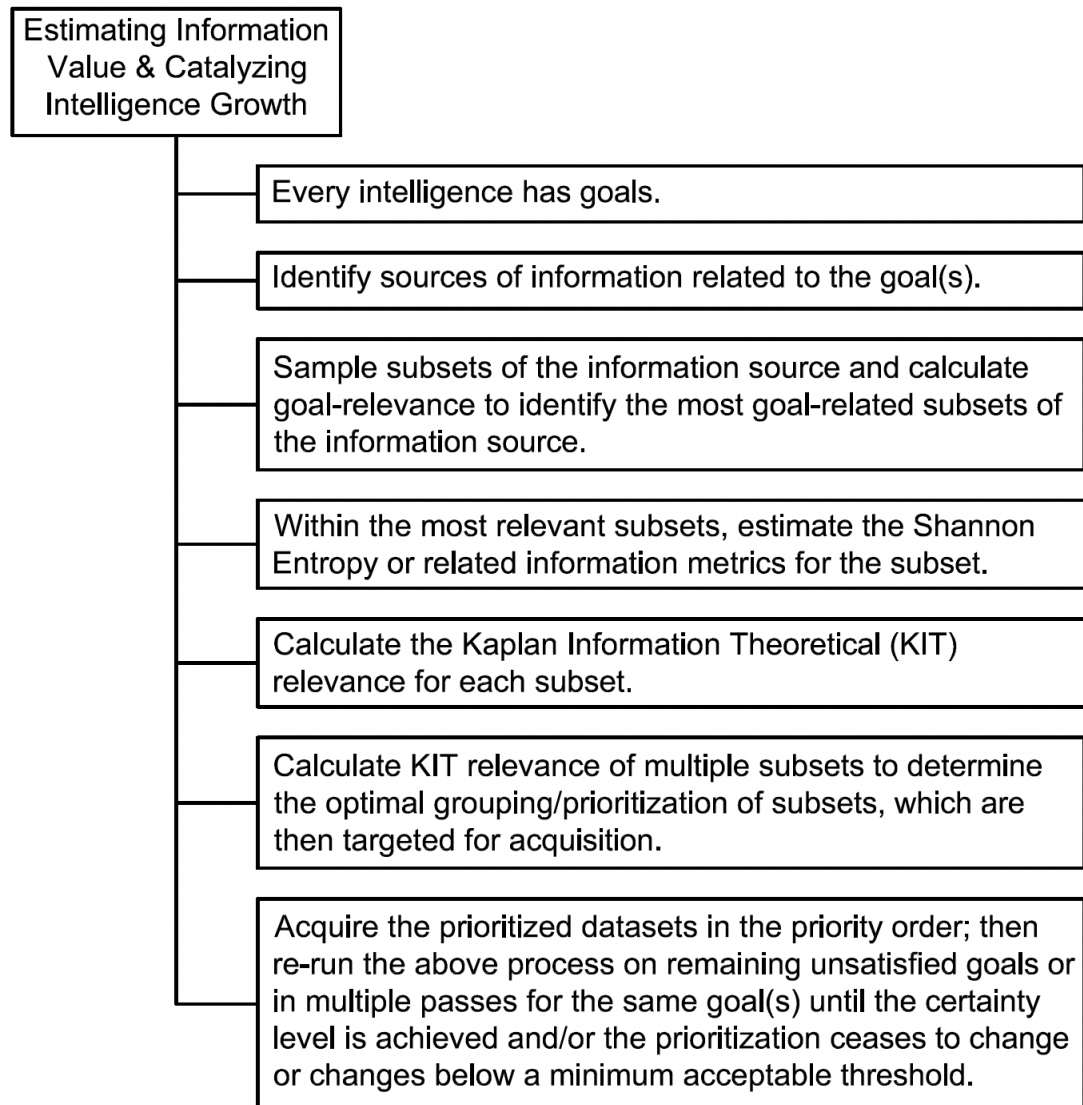 Estimating Information
Value & Catalyzing
Intelligence Growth
Every intelligence has goals.
Identify sources of information related to the goal(s).
Sample subsets of the information source and calculate
goal-relevance to identify the most goal-related subsets of
the information source.
Within the most relevant subsets, estimate the Shannon
Entropy or related information metrics for the subset.
Calculate the Kaplan Information Theoretical (KIT)
relevance for each subset.
Calculate KIT relevance of multiple subsets to determine
the optimal grouping/prioritization of subsets, which are
then targeted for acquisition.
Acquire the prioritized datasets in the priority order; then
re-run the above process on remaining unsatisfied goals or
in multiple passes for the same goal(s) until the certainty
level is achieved and/or the prioritization ceases to change
or changes below a minimum acceptable threshold.